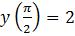 y(π/2) = 2